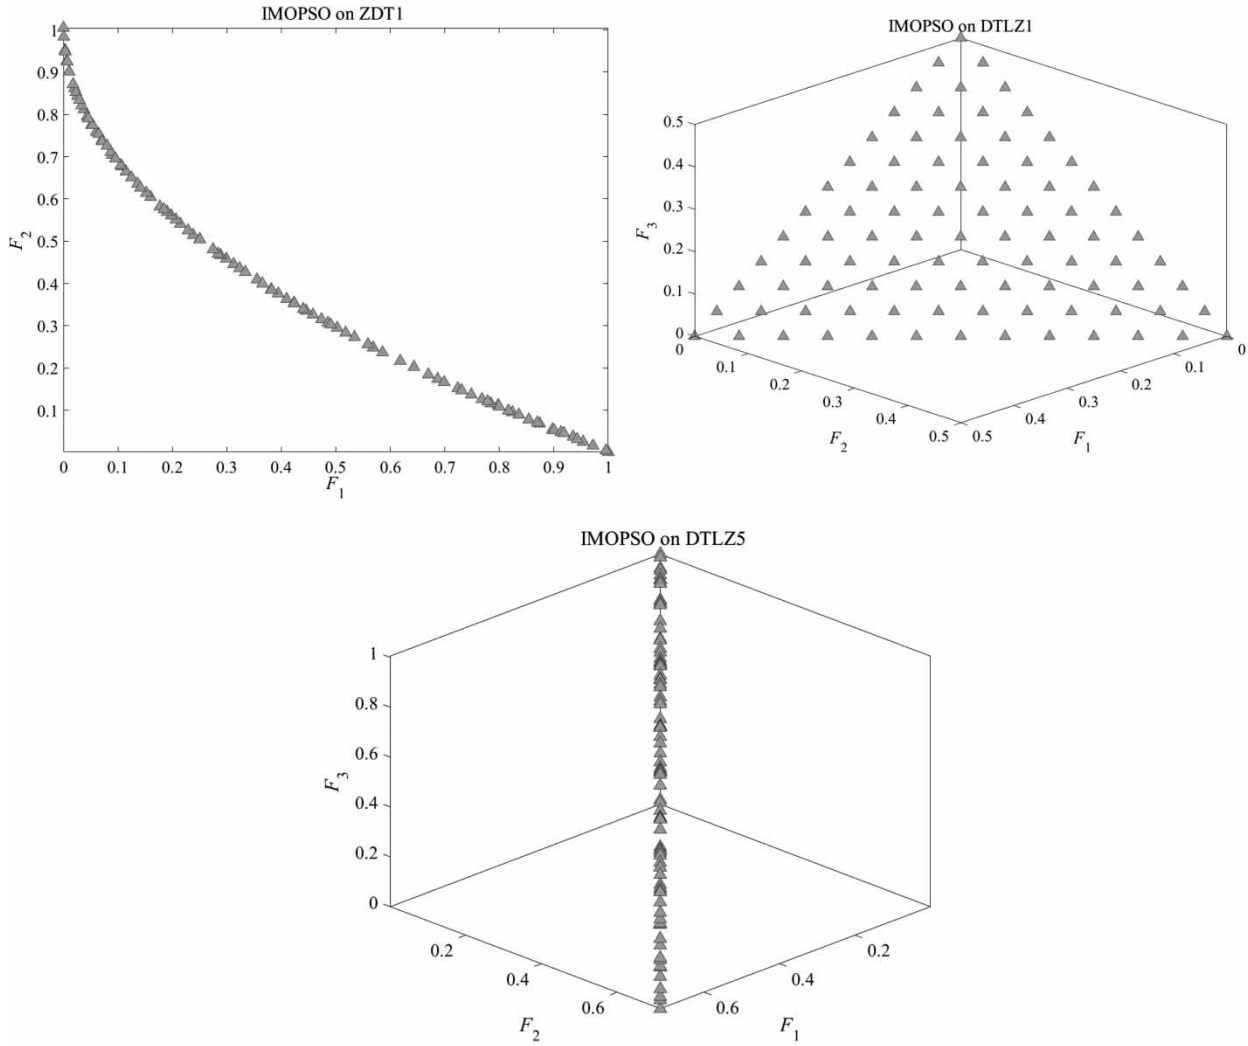 IMOPSO on ZDT1
1
0.9
0.8
0.7
0.6
0.5
0.4
0.3
0.2
0.1
F2
0 0.1 0.2 0.3 0.4 0.5 0.6 0.7 0.8 0.9 1
F1
IMOPSO on DTLZ1
0.5
0.4
0.3
0.2
0.1
0
F3
0 0.1 0.2 0.3 0.4 0.5
F2
0.5 0.4 0.3 0.2 0.1 0
F1
IMOPSO on DTLZ5
1
0.8
0.6
0.4
0.2
0
F3
0.2 0.4 0.6
F2
0.6 0.4 0.2
F1